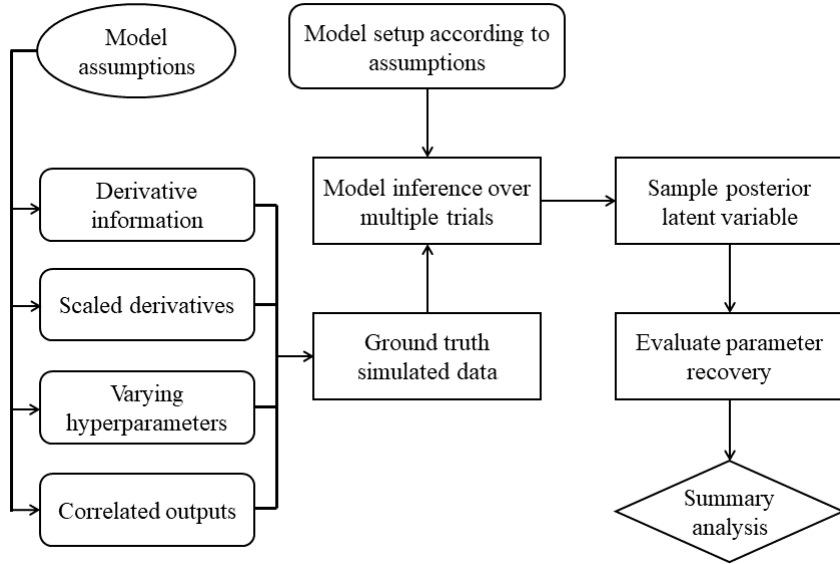 Model
assumptions
Derivative
information
Scaled derivatives
Varying
hyperparameters
Correlated outputs
Model setup according to
assumptions
Model inference over
multiple trials
Ground truth
simulated data
Sample posterior
latent variable
Evaluate parameter
recovery
Summary
analysis